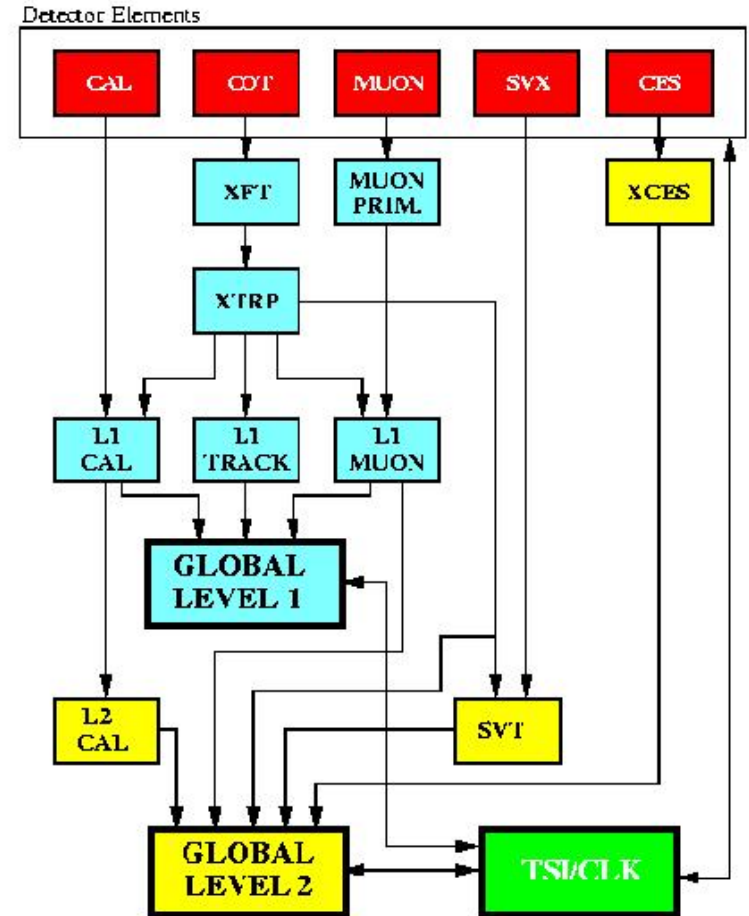 Detector Elements
CAL
COT
MUON
SVX
CES
XFT
MUON
PRIM.
XCES
XTRP
L1
CAL
L1
TRACK
L1
MUON
GLOBAL
LEVEL 1
L2
CAL
SVT
GLOBAL
LEVEL 2
TSI/CLK